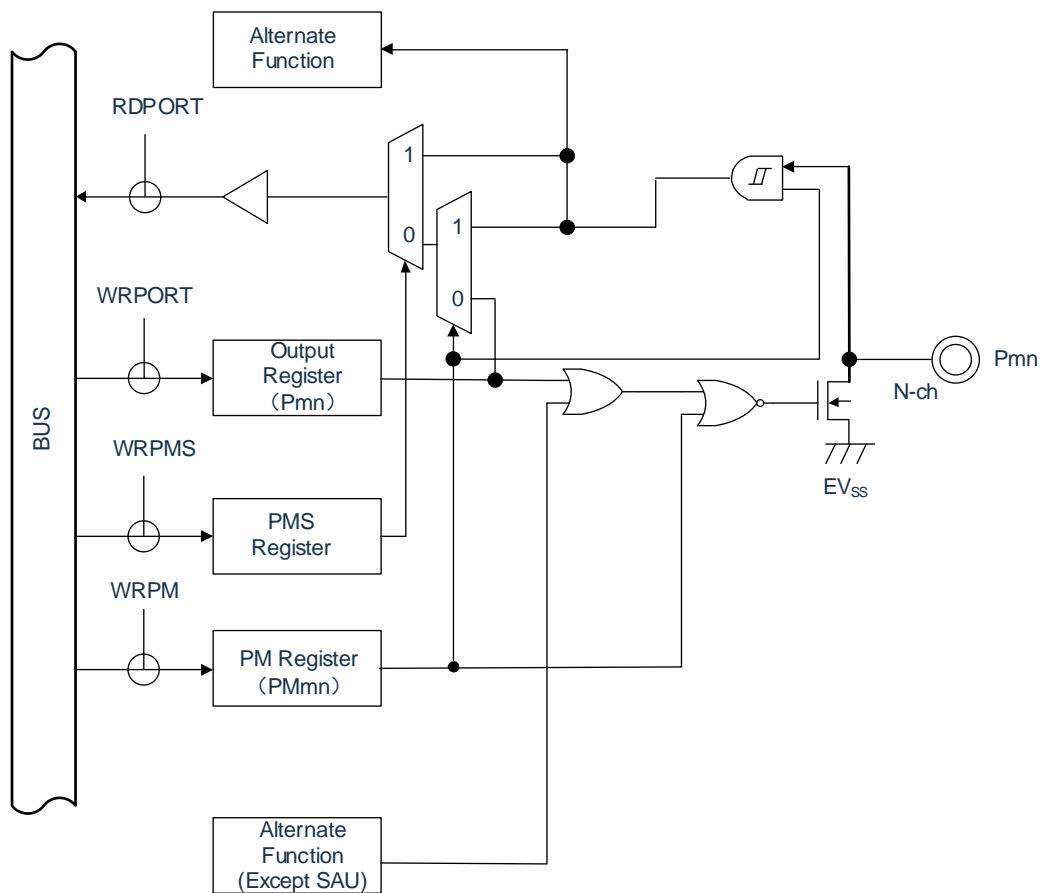 Alternate
Function
RDPORT
1
0
1
0
WRPORT
Output
Register
（Pmn）
Pmn
N-ch
EVSS
BUS
WRPMS
PMS
Register
WRPM
PM Register
（PMmn）
Alternate
Function
(Except SAU)